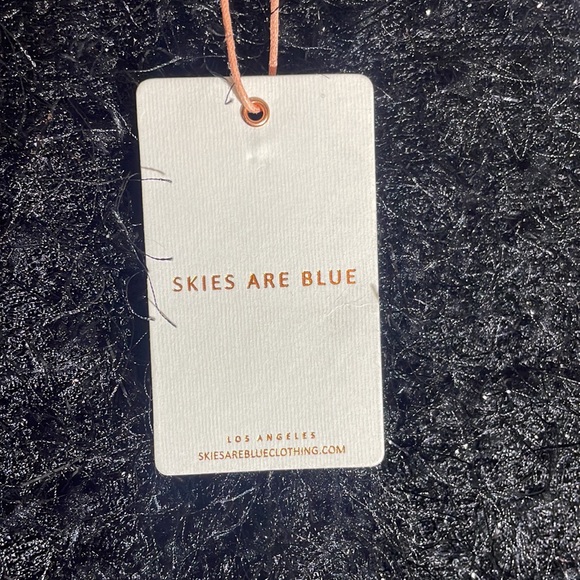 SKIES ARE BLUE
LOS ANGELES
SKIESAREBLUECLOTHING.COM